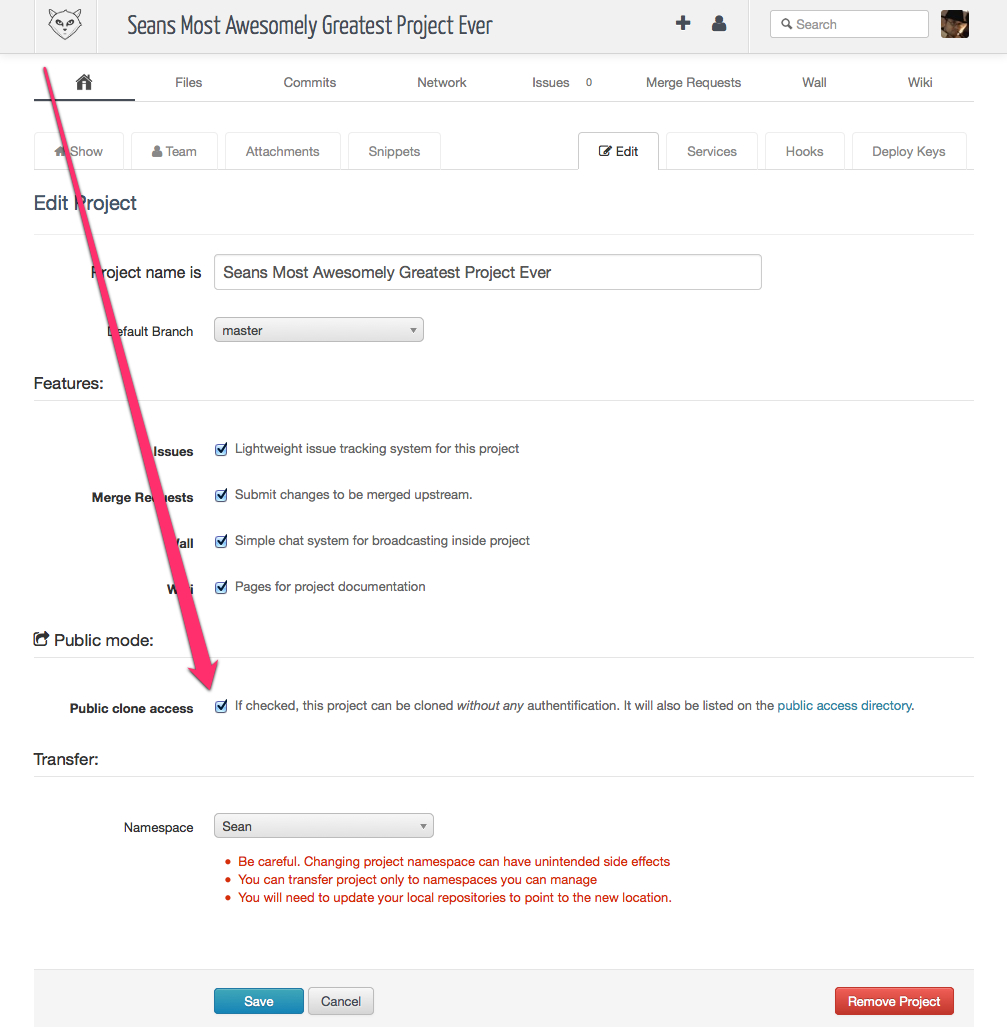 Seans Most Awesomely Greatest Project Ever
Search
Files Commits Network Issues 0 Merge Requests Wall Wiki
Show Team Attachments Snippets Edit Services Hooks Deploy Keys
Edit Project
Project name is Seans Most Awesomely Greatest Project Ever
Default Branch master
Features:
Issues Lightweight issue tracking system for this project
Merge Requests Submit changes to be merged upstream.
Wall Simple chat system for broadcasting inside project
Wiki Pages for project documentation
Public mode:
Public clone access If checked, this project can be cloned without any authentification. It will also be listed on the public access directory.
Transfer:
Namespace Sean
Be careful. Changing project namespace can have unintended side effects
You can transfer project only to namespaces you can manage
You will need to update your local repositories to point to the new location.
Save Cancel Remove Project